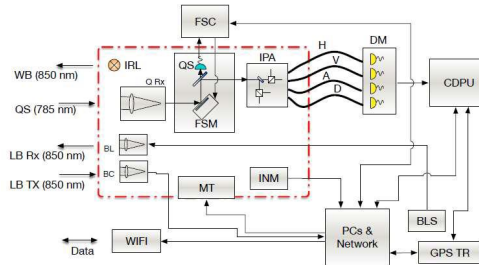 FSC
DM
IRL
QS
S
IPA
H
V
A
D
WB (850 nm)
Q Rx
CDPU
QS (785 nm)
FSM
LB Rx (850 nm)
BL
BC
LB TX (850 nm)
MT
INM
PCs &
Network
BLS
Data
WIFI
GPS TR